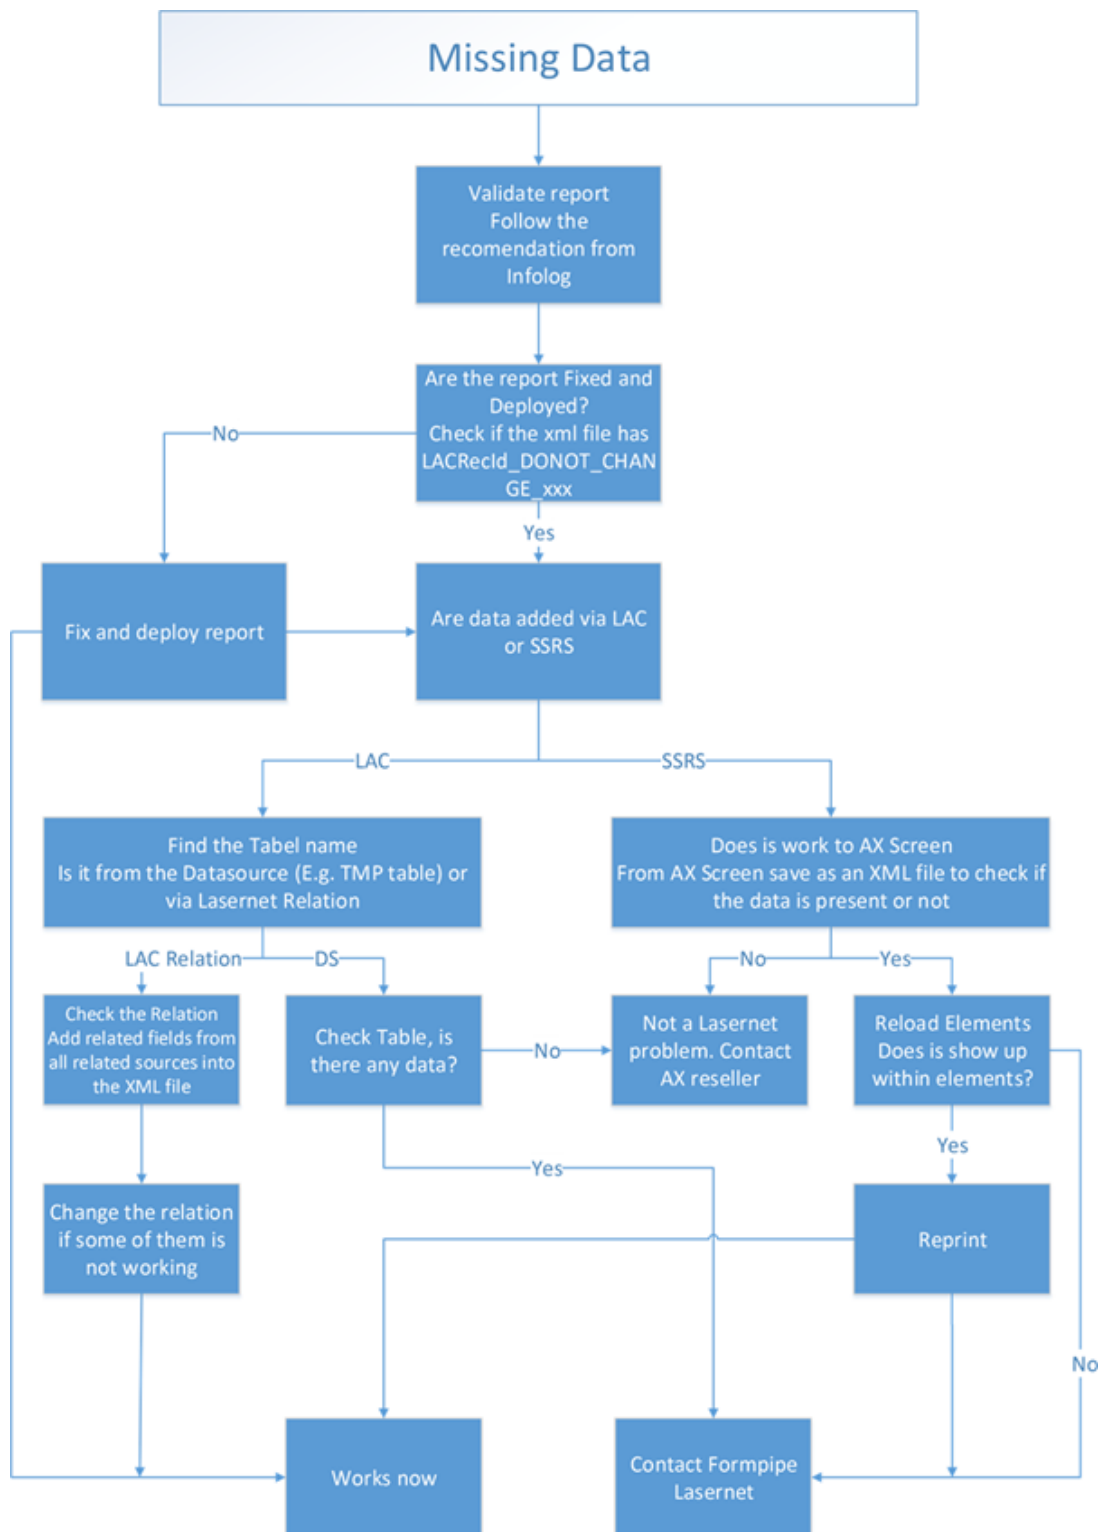 Missing Data
Validate report
Follow the
recomendation from
Infolog
Are the report Fixed and
Deployed?
Check if the xml file has
LACRecId_DONOT_CHAN
GE_xxx
No
Yes
Fix and deploy report
Are data added via LAC
or SSRS
LAC
SSRS
Find the Tabel name
Is it from the Datasource (E.g. TMP table) or
via Lasernet Relation
Does is work to AX Screen
From AX Screen save as an XML file to check if
the data is present or not
LAC Relation
DS
No
Yes
Check the Relation
Add related fields from
all related sources into
the XML file
Check Table, is
there any data?
No
Not a Lasernet
problem. Contact
AX reseller
Reload Elements
Does is show up
within elements?
Yes
Yes
Change the relation
if some of them is
not working
Reprint
No
Works now
Contact Formpipe
Lasernet